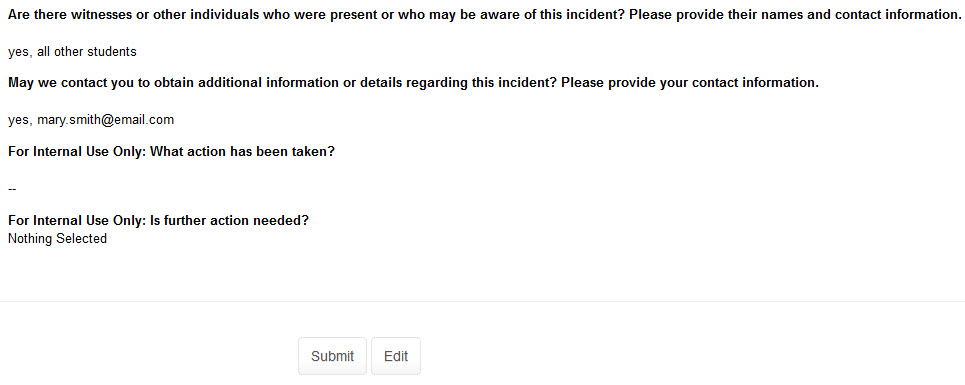 Are there witnesses or other individuals who were present or who may be aware of this incident? Please provide their names and contact information.
yes, all other students
May we contact you to obtain additional information or details regarding this incident? Please provide your contact information.
yes, mary.smith@email.com
For Internal Use Only: What action has been taken?
--
For Internal Use Only: Is further action needed?
Nothing Selected
Submit Edit